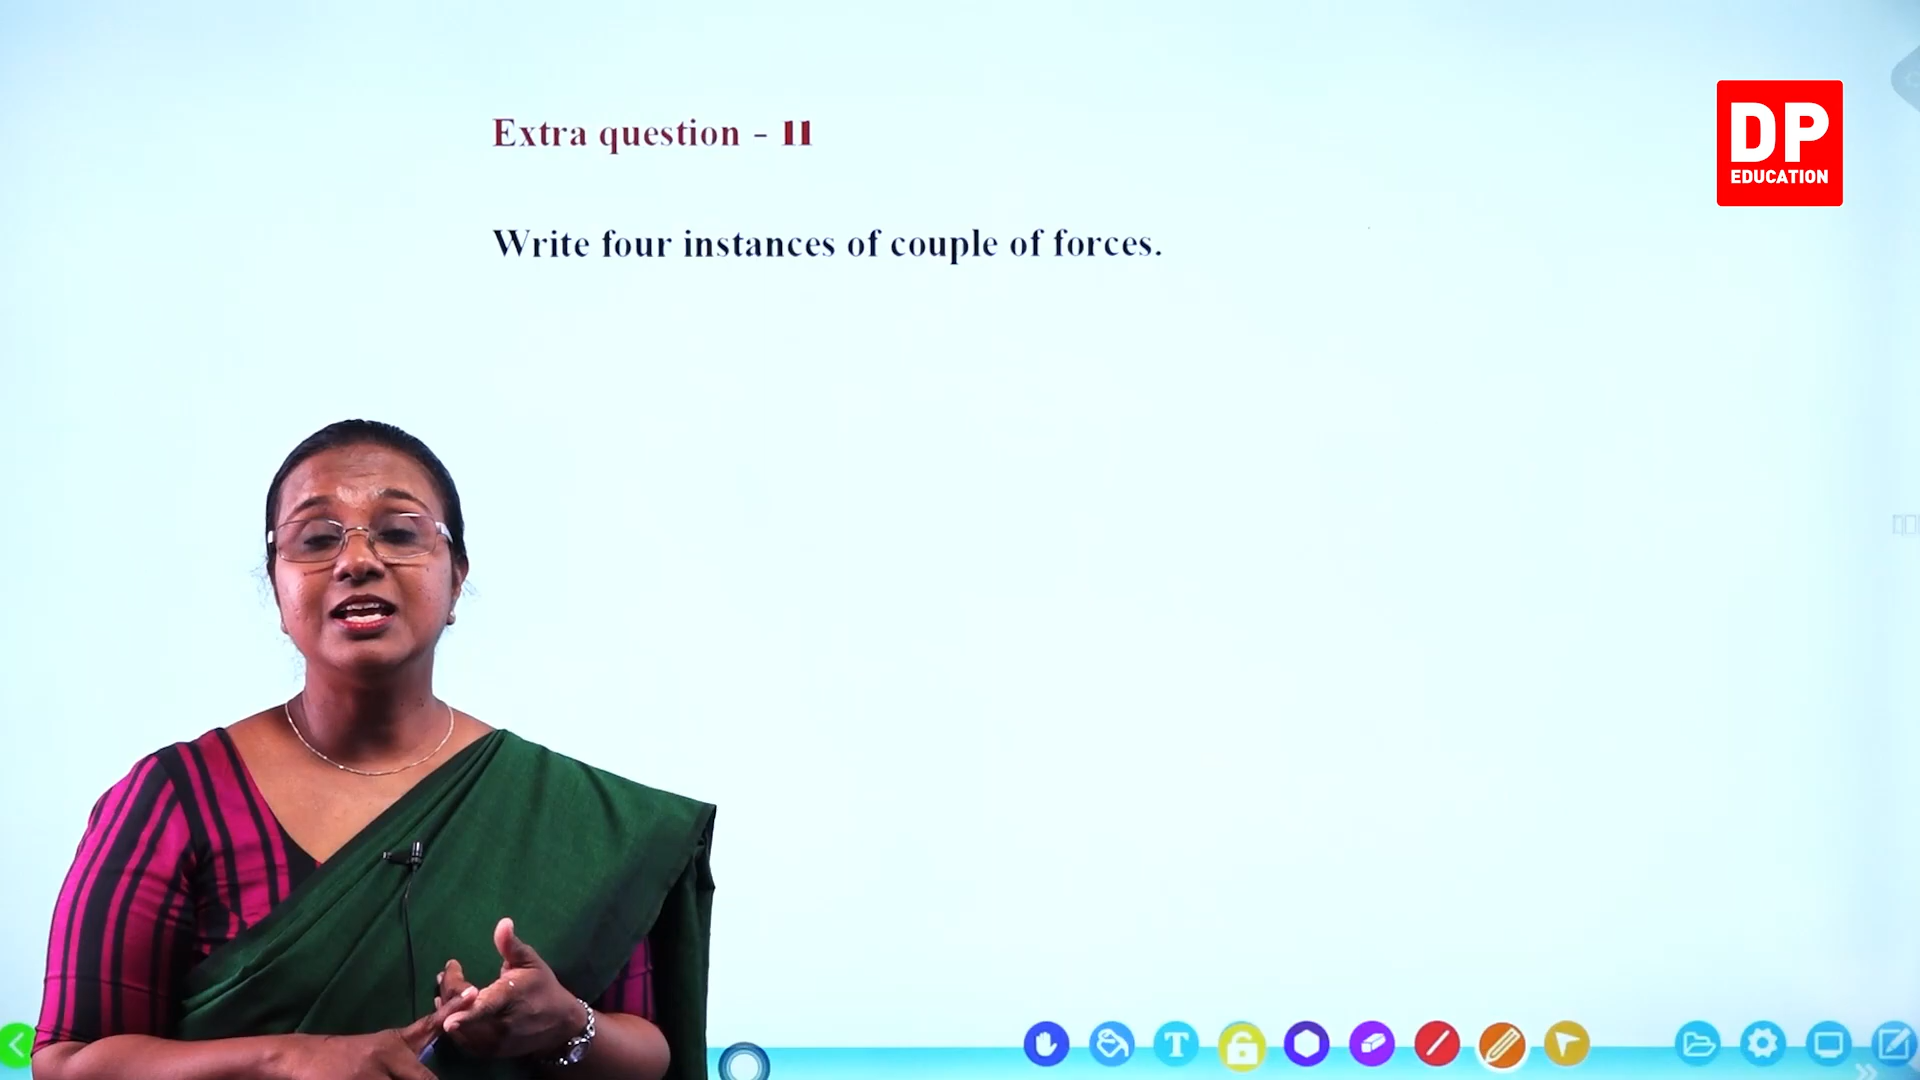 Extra question - 11
DP
EDUCATION
Write four instances of couple of forces.
T